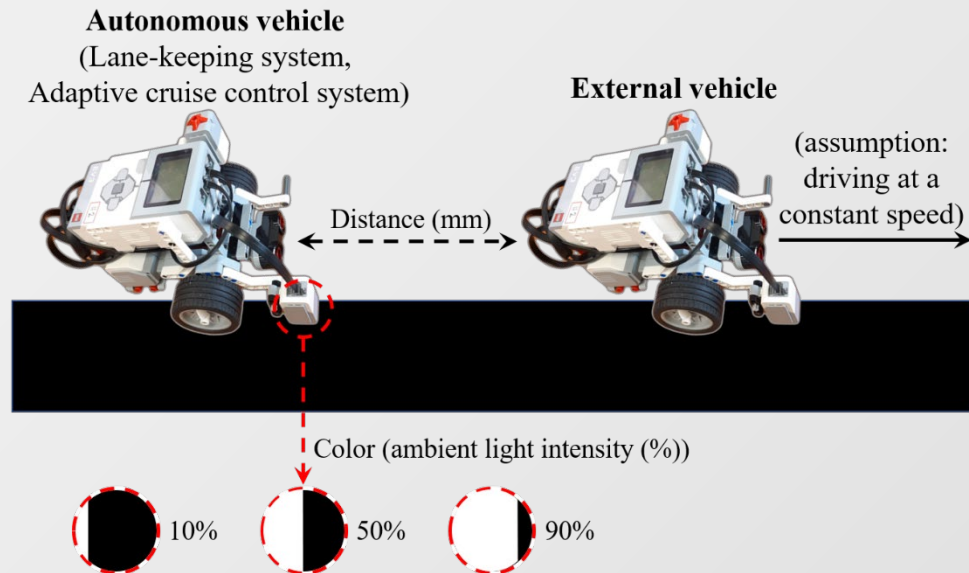 Autonomous vehicle
(Lane-keeping system,
Adaptive cruise control system)
External vehicle
(assumption:
driving at a
constant speed)
Distance (mm)
Color (ambient light intensity (%))
10%
50%
90%